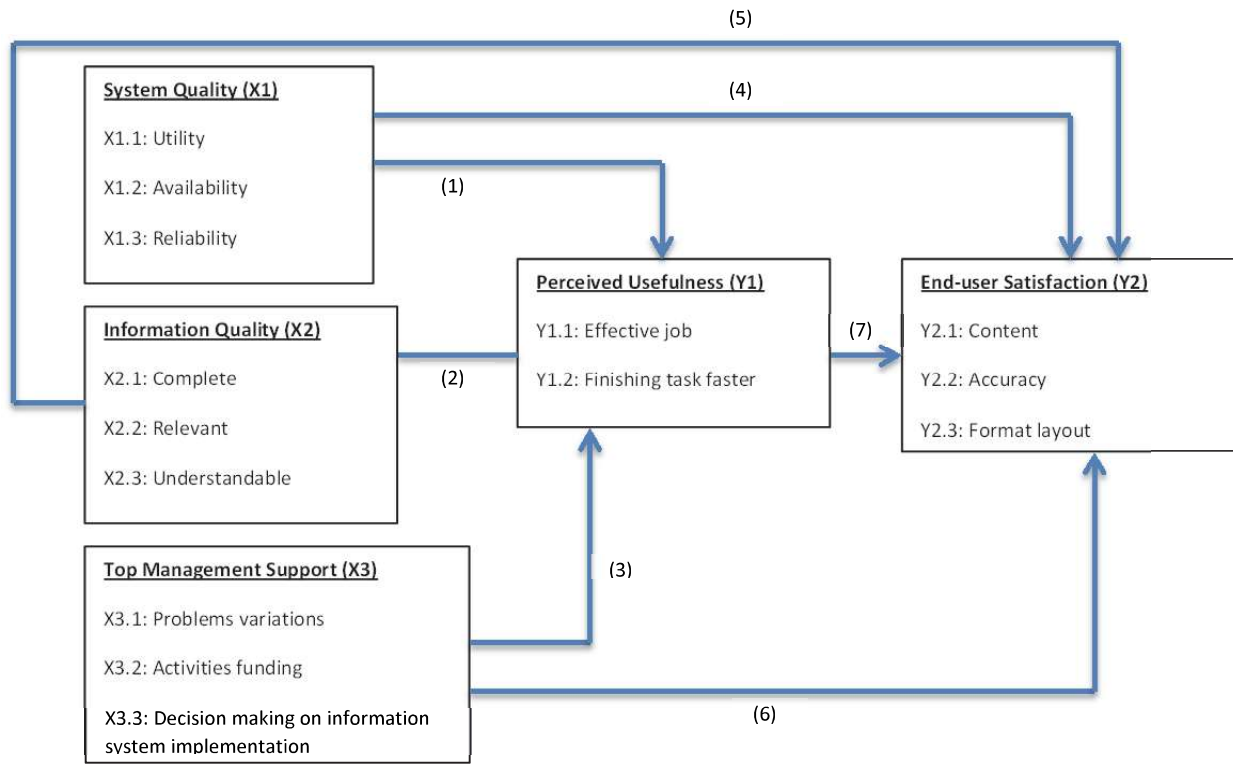 (5)
System Quality (X1)
X1.1: Utility
X1.2: Availability
X1.3: Reliability
(4)
(1)
Information Quality (X2)
X2.1: Complete
X2.2: Relevant
X2.3: Understandable
(2)
Perceived Usefulness (Y1)
Y1.1: Effective job
Y1.2: Finishing task faster
(7)
End-user Satisfaction (Y2)
Y2.1: Content
Y2.2: Accuracy
Y2.3: Format layout
Top Management Support (X3)
X3.1: Problems variations
X3.2: Activities funding
X3.3: Decision making on information
system implementation
(3)
(6)